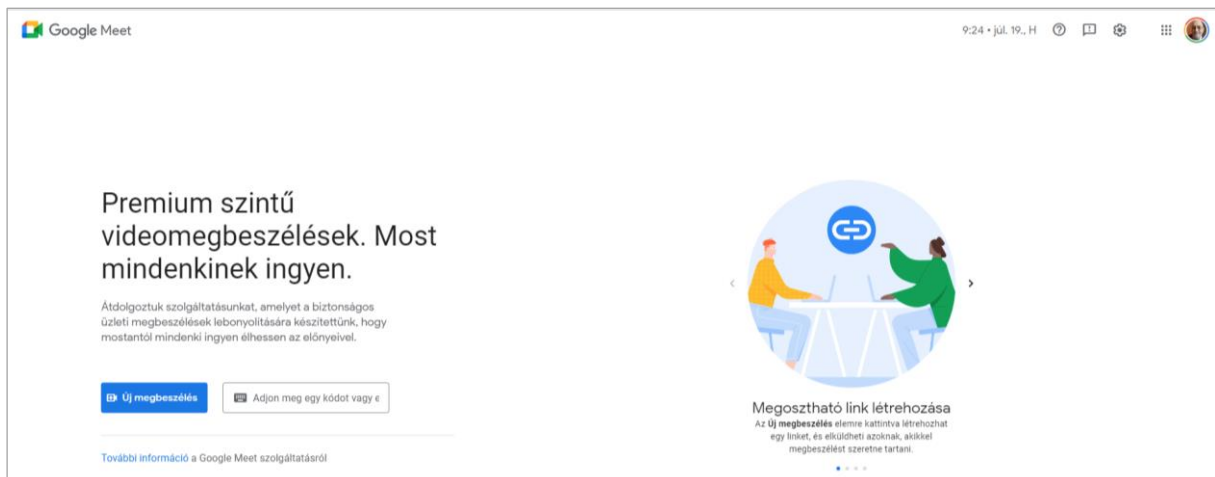 Google Meet
9:24 • júl. 19., H
Premium szintű
videomegbeszélések. Most
mindenkinek ingyen.
Átdolgoztuk szolgáltatásunkat, amelyet a biztonságos
üzleti megbeszélések lebonyolítására készítettünk, hogy
mostantól mindenki ingyen élhessen az előnyeivel.
Új megbeszélés
Adjon meg egy kódot vagy e
További információ a Google Meet szolgáltatásról
Megosztható link létrehozása
Az Új megbeszélés elemre kattintva létrehozhat
egy linket, és elküldheti azoknak, akikkel
megbeszélést szeretne tartani.